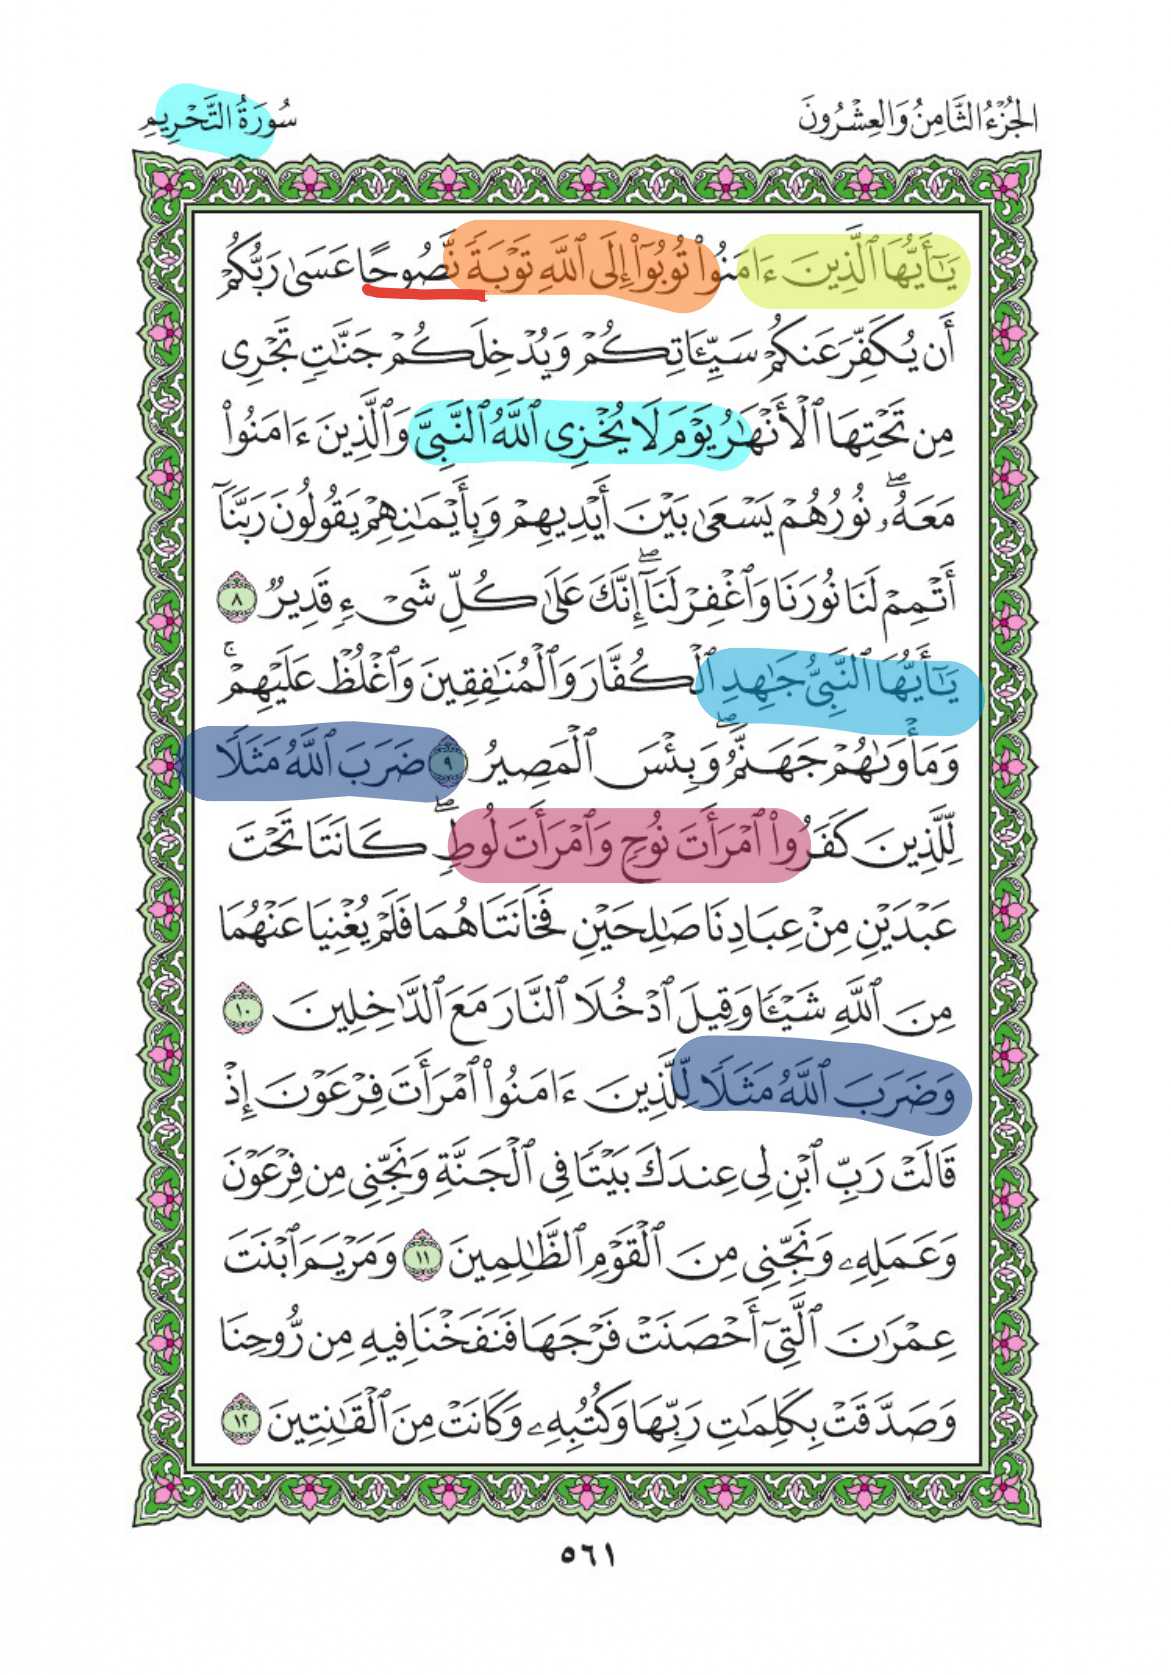 الجُزْءُ الثَّامِنُ وَالعِشْرُونَ
سُورَةُ التَّحْرِيمِ
يَـٰٓأَيُّهَا ٱلَّذِينَ ءَامَنُوا۟ تُوبُوٓا۟ إِلَى ٱللَّهِ تَوْبَةً نَّصُوحًا عَسَىٰ رَبُّكُمْ
أَن يُكَفِّرَ عَنكُمْ سَيِّـَٔاتِكُمْ وَيُدْخِلَكُمْ جَنَّـٰتٍ تَجْرِى
مِن تَحْتِهَا ٱلْأَنْهَـٰرُ يَوْمَ لَا يُخْزِى ٱللَّهُ ٱلنَّبِىَّ وَٱلَّذِينَ ءَامَنُوا۟
مَعَهُۥۖ نُورُهُمْ يَسْعَىٰ بَيْنَ أَيْدِيهِمْ وَبِأَيْمَـٰنِهِمْ يَقُولُونَ رَبَّنَآ
أَتْمِمْ لَنَا نُورَنَا وَٱغْفِرْ لَنَآۖ إِنَّكَ عَلَىٰ كُلِّ شَىْءٍ قَدِيرٌ ٨
يَـٰٓأَيُّهَا ٱلنَّبِىُّ جَـٰهِدِ ٱلْكُفَّارَ وَٱلْمُنَـٰفِقِينَ وَٱغْلُظْ عَلَيْهِمْۚ
وَمَأْوَىٰهُمْ جَهَنَّمُۖ وَبِئْسَ ٱلْمَصِيرُ ٩ ضَرَبَ ٱللَّهُ مَثَلًا
لِّلَّذِينَ كَفَرُوا۟ ٱمْرَأَتَ نُوحٍ وَٱمْرَأَتَ لُوطٍۖ كَانَتَا تَحْتَ
عَبْدَيْنِ مِنْ عِبَادِنَا صَـٰلِحَيْنِ فَخَانَتَاهُمَا فَلَمْ يُغْنِيَا عَنْهُمَا
مِنَ ٱللَّهِ شَيْـًٔا وَقِيلَ ٱدْخُلَا ٱلنَّارَ مَعَ ٱلدَّٰخِلِينَ ١٠
وَضَرَبَ ٱللَّهُ مَثَلًا لِّلَّذِينَ ءَامَنُوا۟ ٱمْرَأَتَ فِرْعَوْنَ إِذْ
قَالَتْ رَبِّ ٱبْنِ لِى عِندَكَ بَيْتًا فِى ٱلْجَنَّةِ وَنَجِّنِى مِن فِرْعَوْنَ
وَعَمَلِهِۦ وَنَجِّنِى مِنَ ٱلْقَوْمِ ٱلظَّـٰلِمِينَ ١١ وَمَرْيَمَ ٱبْنَتَ
عِمْرَٰنَ ٱلَّتِىٓ أَحْصَنَتْ فَرْجَهَا فَنَفَخْنَا فِيهِ مِن رُّوحِنَا
وَصَدَّقَتْ بِكَلِمَـٰتِ رَبِّهَا وَكُتُبِهِۦ وَكَانَتْ مِنَ ٱلْقَـٰنِتِينَ ١٢
٥٦١